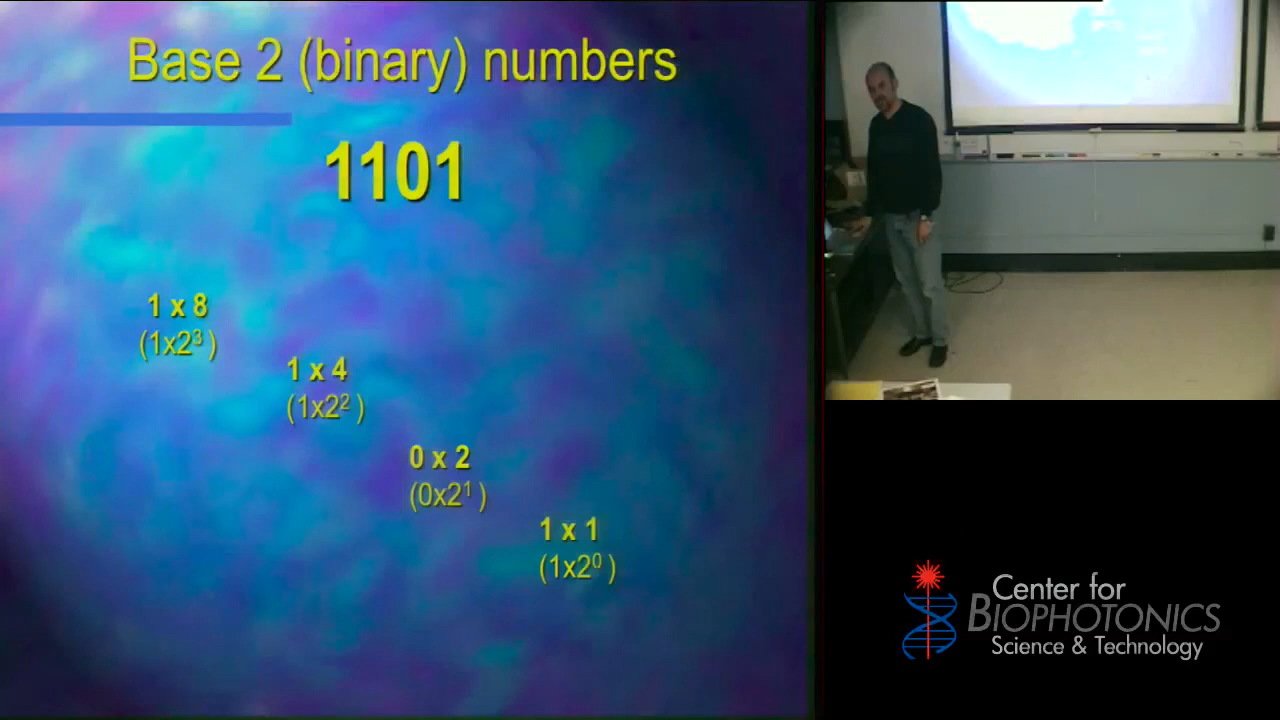 Base 2 (binary) numbers
1101
1 x 8
(1x2³ )
1 x 4
(1x2² )
0 x 2
(0x2¹ )
1 x 1
(1x2⁰ )
Center for
BIOPHOTONICS
Science & Technology